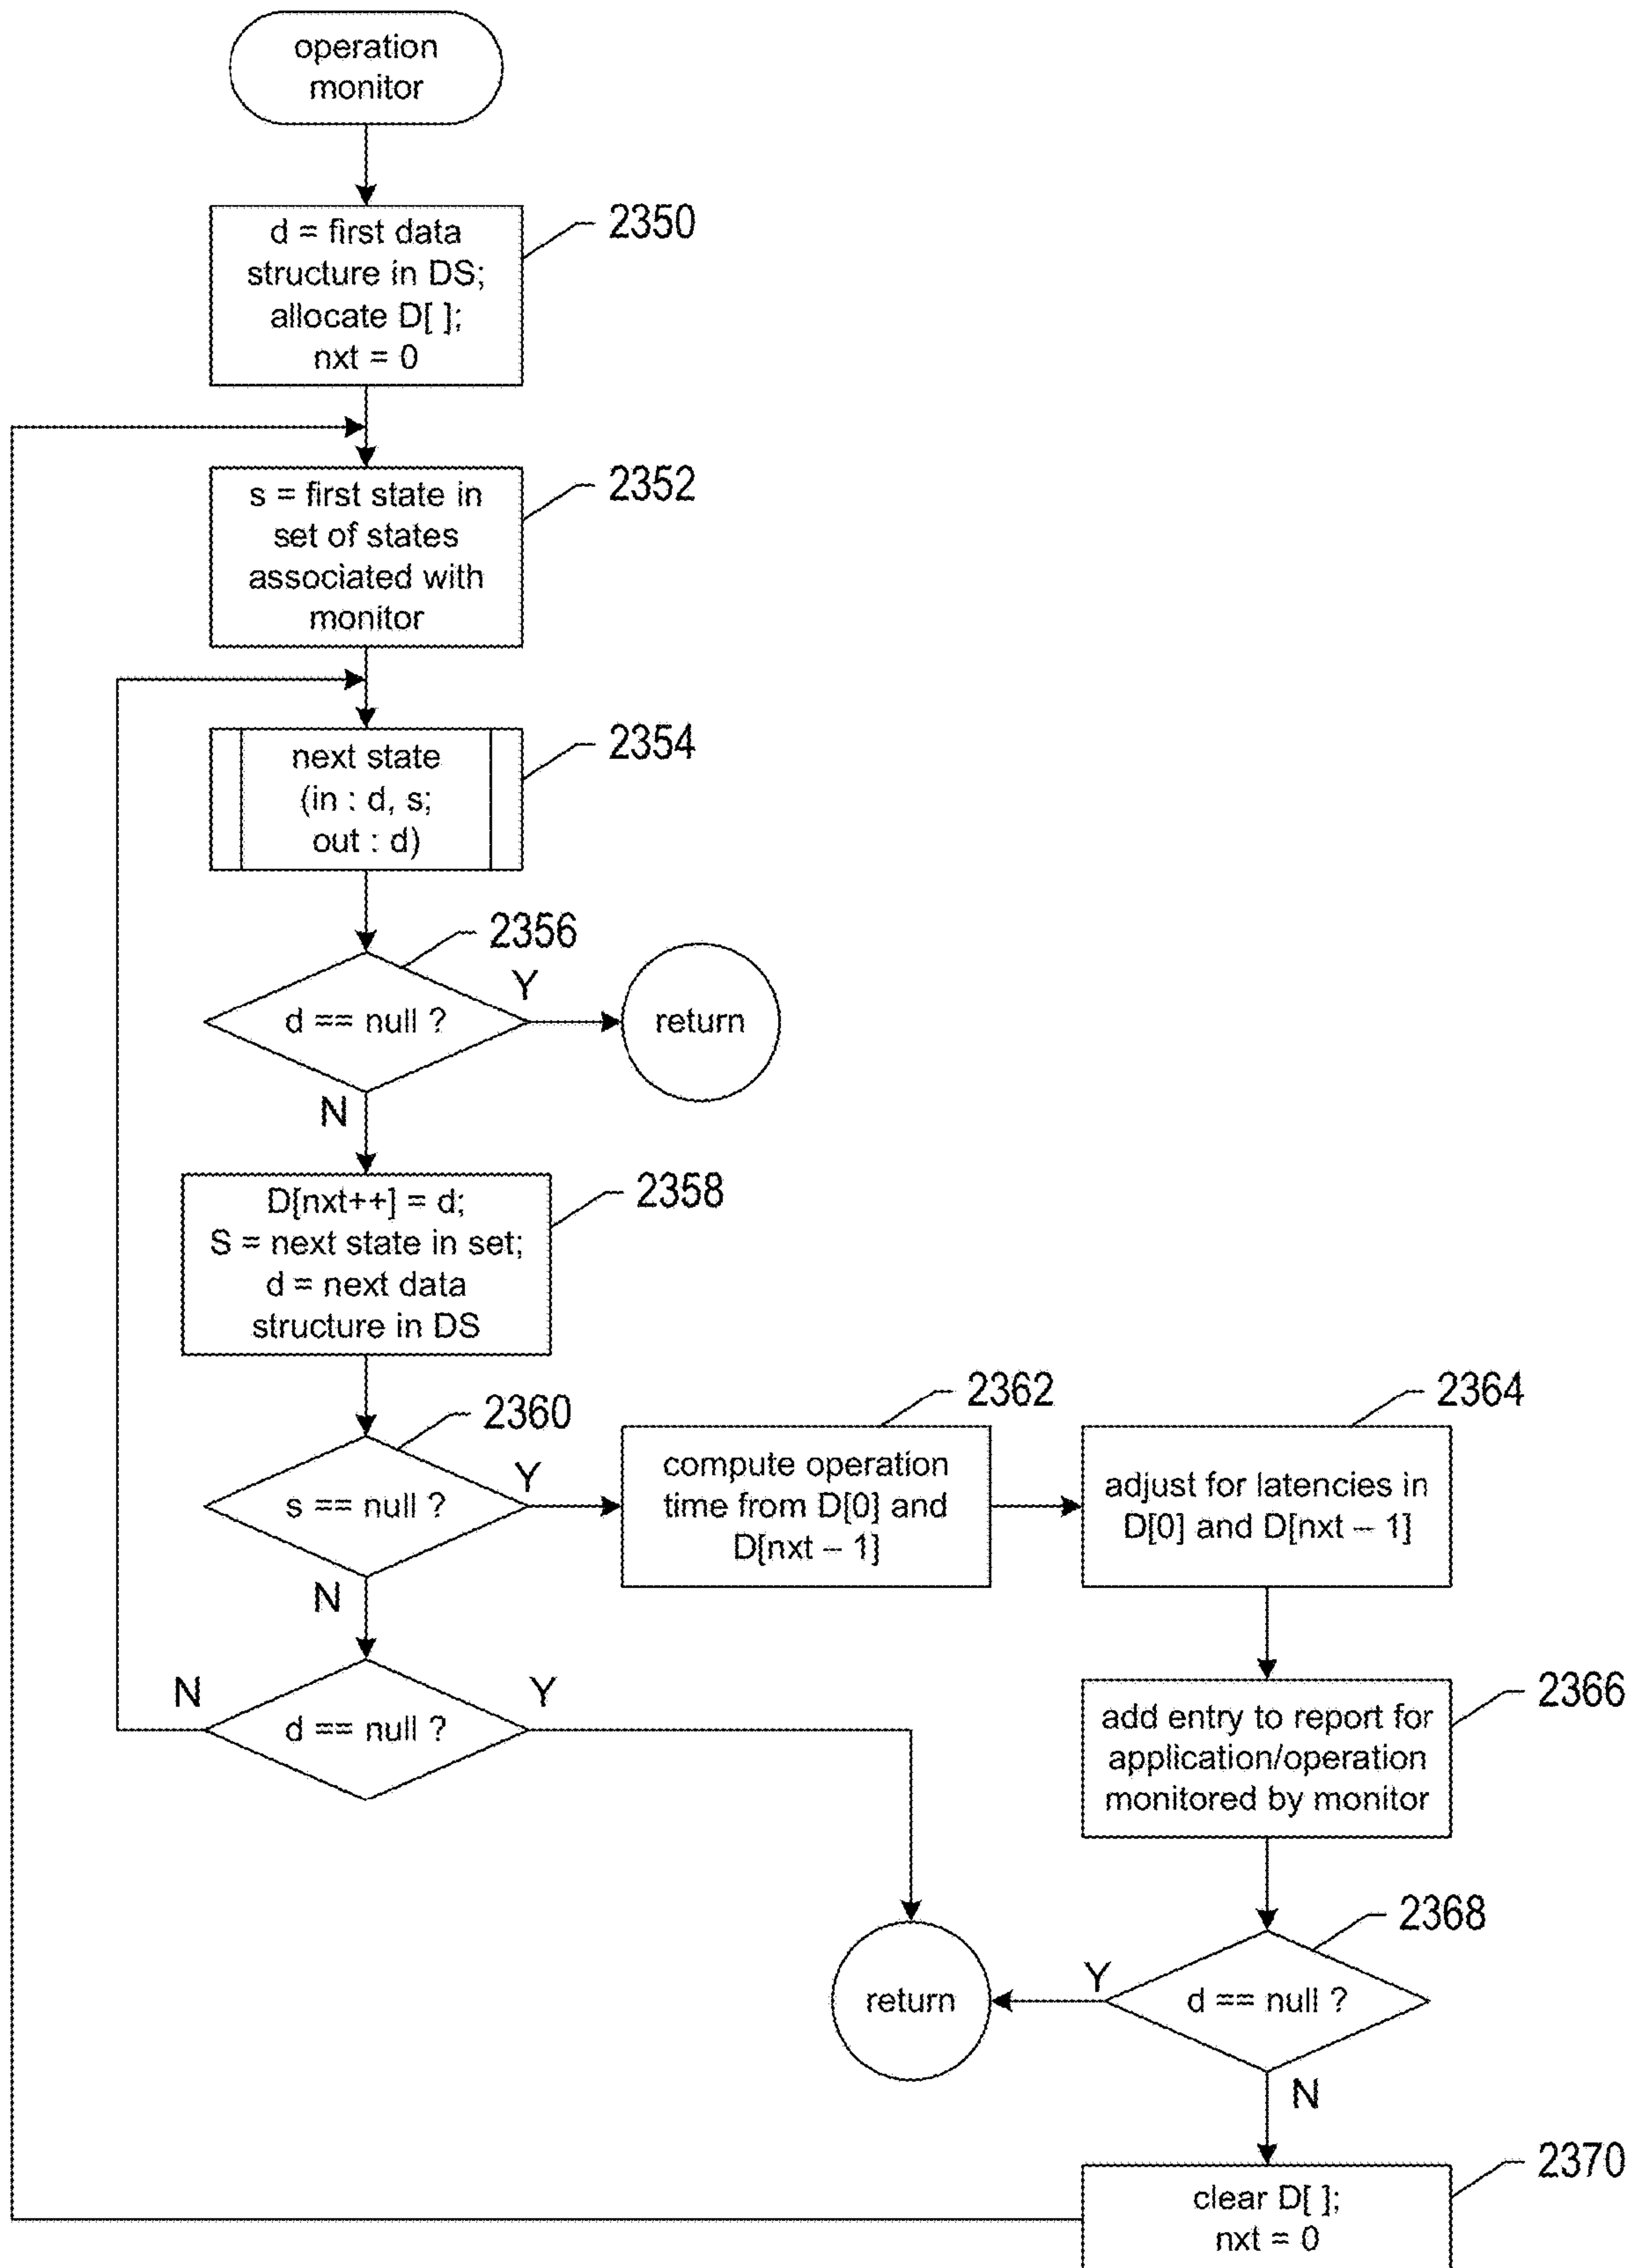 operation
monitor
d = first data
structure in DS;
allocate D[ ];
nxt = 0
2350
s = first state in
set of states
associated with
monitor
2352
next state
(in : d, s;
out : d)
2354
2356
d == null ?
Y
return
N
D[nxt++] = d;
S = next state in set;
d = next data
structure in DS
2358
2360
s == null ?
Y
N
compute operation
time from D[0] and
D[nxt – 1]
2362
adjust for latencies in
D[0] and D[nxt – 1]
2364
N
d == null ?
Y
add entry to report for
application/operation
monitored by monitor
2366
2368
d == null ?
Y
return
N
clear D[ ];
nxt = 0
2370